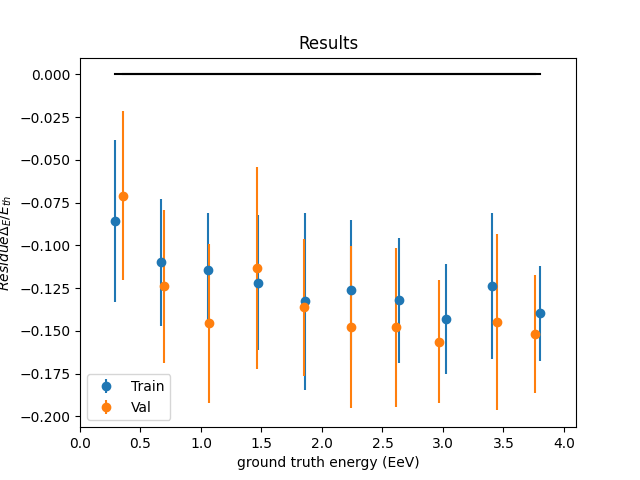 Results
0.000
−0.025
−0.050
−0.075
−0.100
−0.125
−0.150
−0.175
−0.200
ResidueΔ_E/E_th
Train
Val
0.0 0.5 1.0 1.5 2.0 2.5 3.0 3.5 4.0
ground truth energy (EeV)